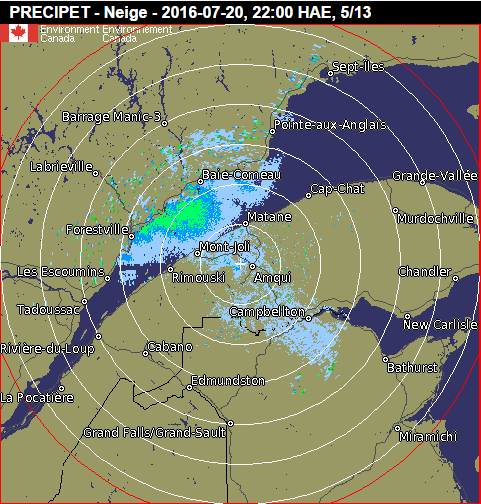 PRECIPET - Neige - 2016-07-20, 22:00 HAE, 5/13
Environment Environnement
Canada Canada
Sept-Îles
Barrage Manic-3
Pointe-aux-Anglais
Labrieville
Baie-Comeau
Grande-Vallée
Cap-Chat
Murdochville
Matane
Forestville
Mont-Joli
Les Escoumins
Rimouski
Amqui
Chandler
Tadoussac
Campbellton
New Carlisle
Rivière-du-Loup
Cabano
Bathurst
Edmundston
La Pocatière
Grand Falls/Grand-Sault
Miramichi